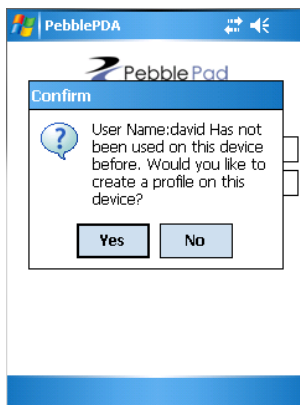 PebblePDA
PebblePad
Confirm
User Name:david Has not
been used on this device
before. Would you like to
create a profile on this
device?
Yes
No